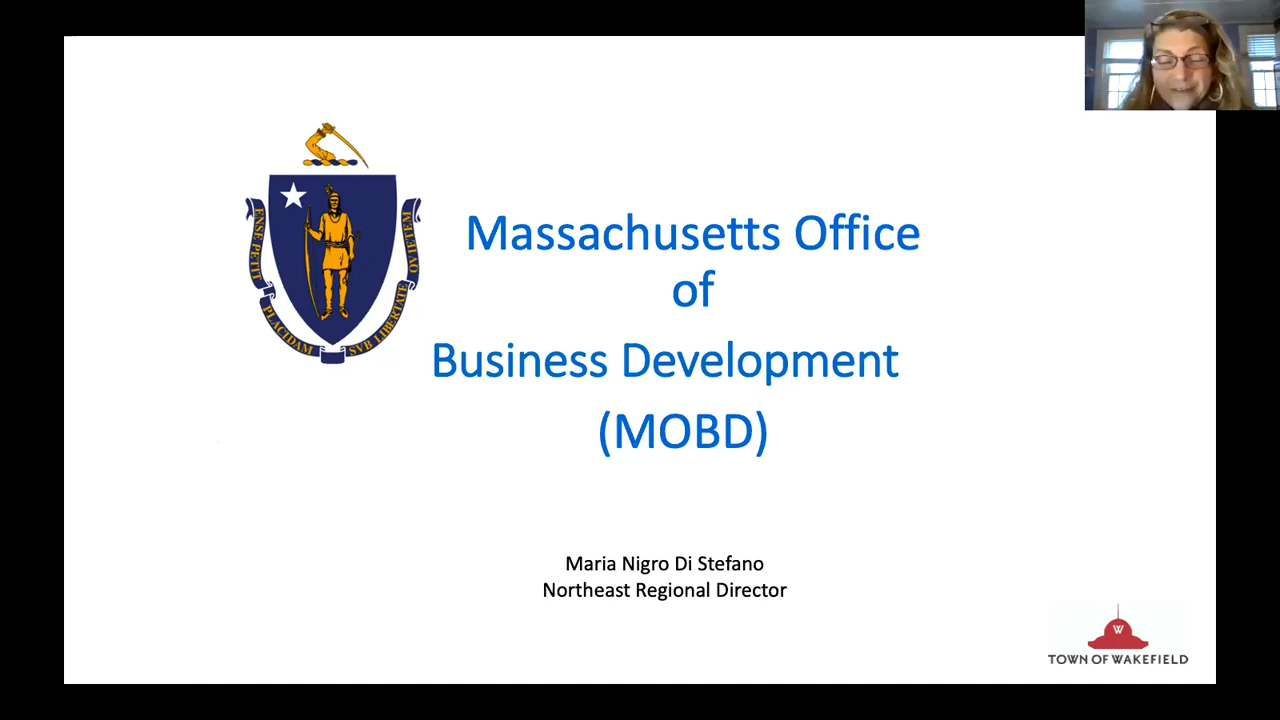 Massachusetts Office
of
Business Development
(MOBD)
ENSE PETIT
PLACIDAM
SVB LIBERTATE
QVIETEM
Maria Nigro Di Stefano
Northeast Regional Director
W
TOWN OF WAKEFIELD